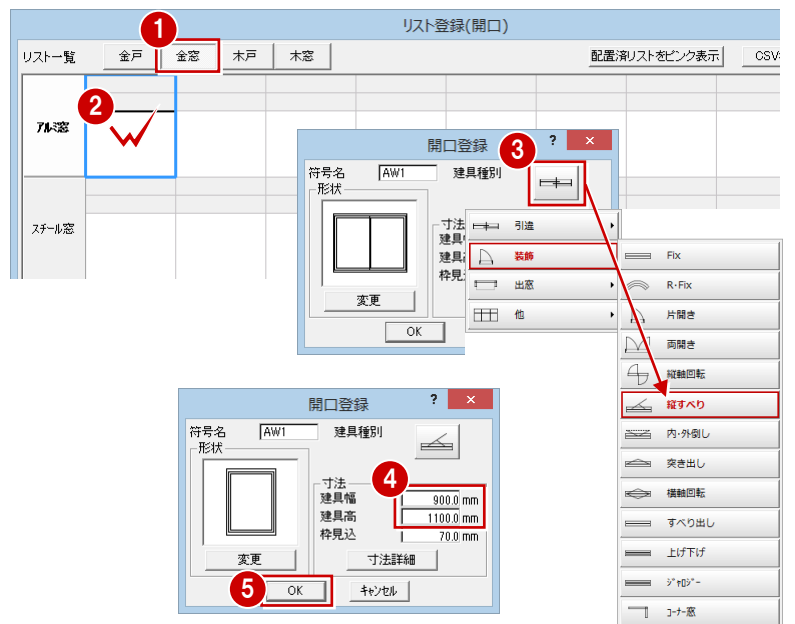 リスト登録(開口)
1
リスト一覧 金戸 金窓 木戸 木窓 配置済リストをピンク表示 CSV
2
アルミ窓
スチール窓
開口登録 ? ×
3
符号名 AW1 建具種別
形状
変更
寸法
建具
建具
枠見込
OK
引違
装飾
出窓
他
Fix
R・Fix
片開き
両開き
縦軸回転
縦すべり
内・外倒し
突き出し
横軸回転
すべり出し
上げ下げ
ジャロジー
コーナー窓
開口登録 ? ×
符号名 AW1 建具種別
形状
変更
寸法
4
建具幅 900.0 mm
建具高 1100.0 mm
枠見込 70.0 mm
寸法詳細
5
OK キャンセル